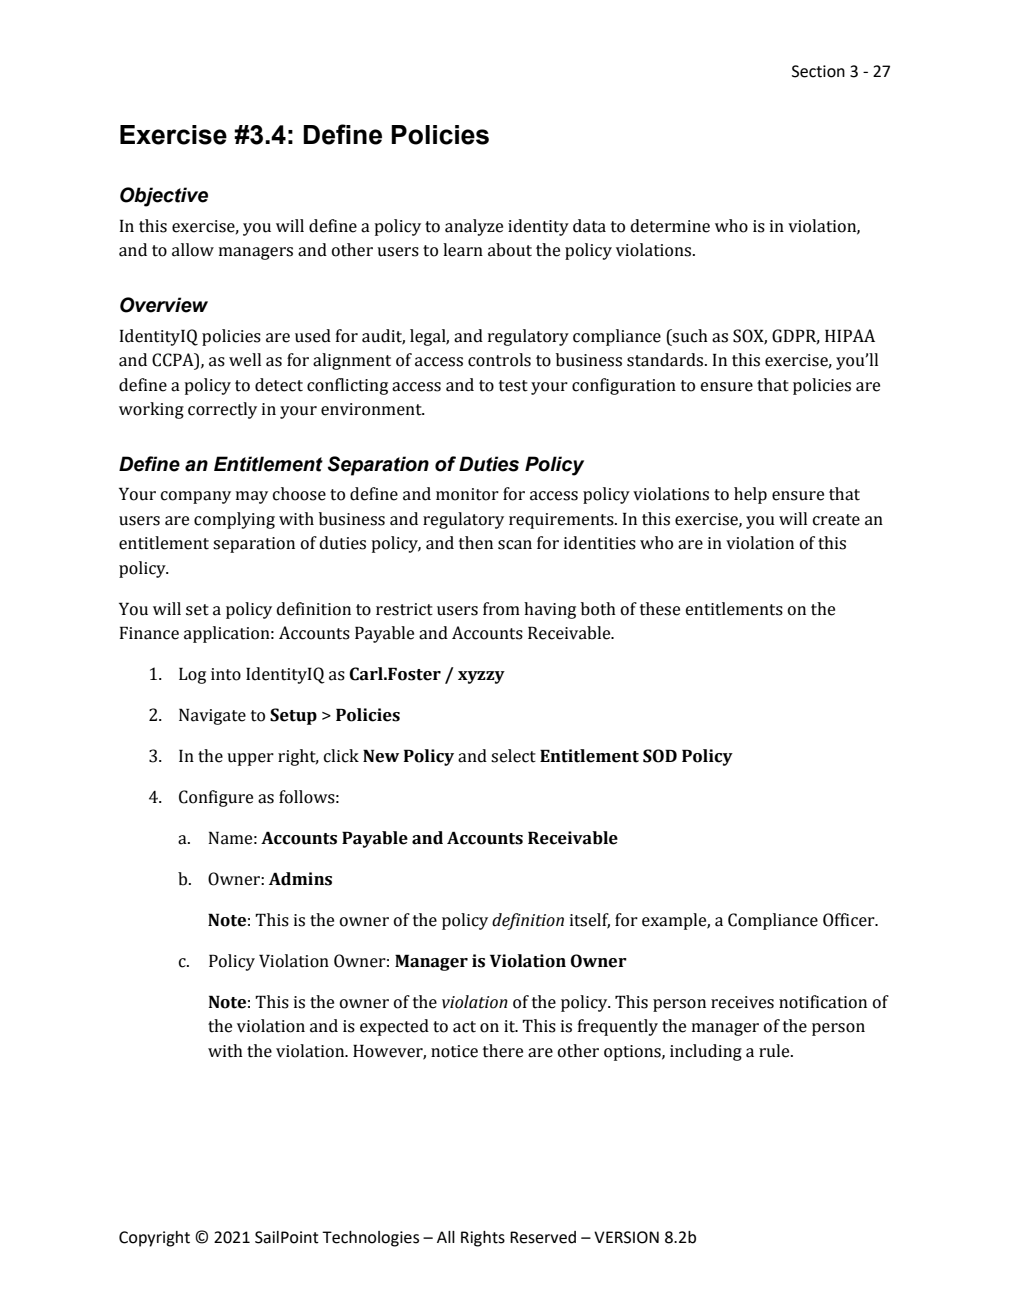 Section 3 - 27
Exercise #3.4: Define Policies
Objective
In this exercise, you will define a policy to analyze identity data to determine who is in violation,
and to allow managers and other users to learn about the policy violations.
Overview
IdentityIQ policies are used for audit, legal, and regulatory compliance (such as SOX, GDPR, HIPAA
and CCPA), as well as for alignment of access controls to business standards. In this exercise, you’ll
define a policy to detect conflicting access and to test your configuration to ensure that policies are
working correctly in your environment.
Define an Entitlement Separation of Duties Policy
Your company may choose to define and monitor for access policy violations to help ensure that
users are complying with business and regulatory requirements. In this exercise, you will create an
entitlement separation of duties policy, and then scan for identities who are in violation of this
policy.
You will set a policy definition to restrict users from having both of these entitlements on the
Finance application: Accounts Payable and Accounts Receivable.
1. Log into IdentityIQ as Carl.Foster / xyzzy
2. Navigate to Setup > Policies
3. In the upper right, click New Policy and select Entitlement SOD Policy
4. Configure as follows:
a. Name: Accounts Payable and Accounts Receivable
b. Owner: Admins
Note: This is the owner of the policy definition itself, for example, a Compliance Officer.
c. Policy Violation Owner: Manager is Violation Owner
Note: This is the owner of the violation of the policy. This person receives notification of
the violation and is expected to act on it. This is frequently the manager of the person
with the violation. However, notice there are other options, including a rule.
Copyright © 2021 SailPoint Technologies – All Rights Reserved – VERSION 8.2b